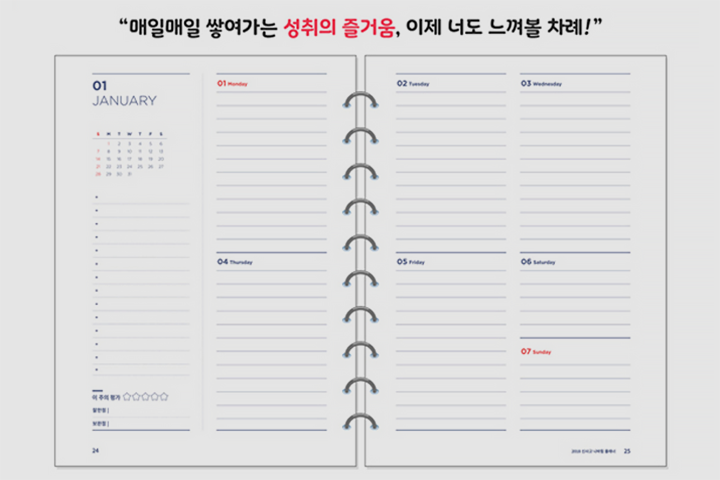 “매일매일 쌓여가는 성취의 즐거움, 이제 너도 느껴볼 차례!”
01
JANUARY
S M T W T F S
1 2 3 4 5 6
7 8 9 10 11 12 13
14 15 16 17 18 19 20
21 22 23 24 25 26 27
28 29 30 31
이 주의 평가
잘한점 |
보완점 |
24
01 Monday
04 Thursday
02 Tuesday
03 Wednesday
05 Friday
06 Saturday
07 Sunday
2018 플래너 25